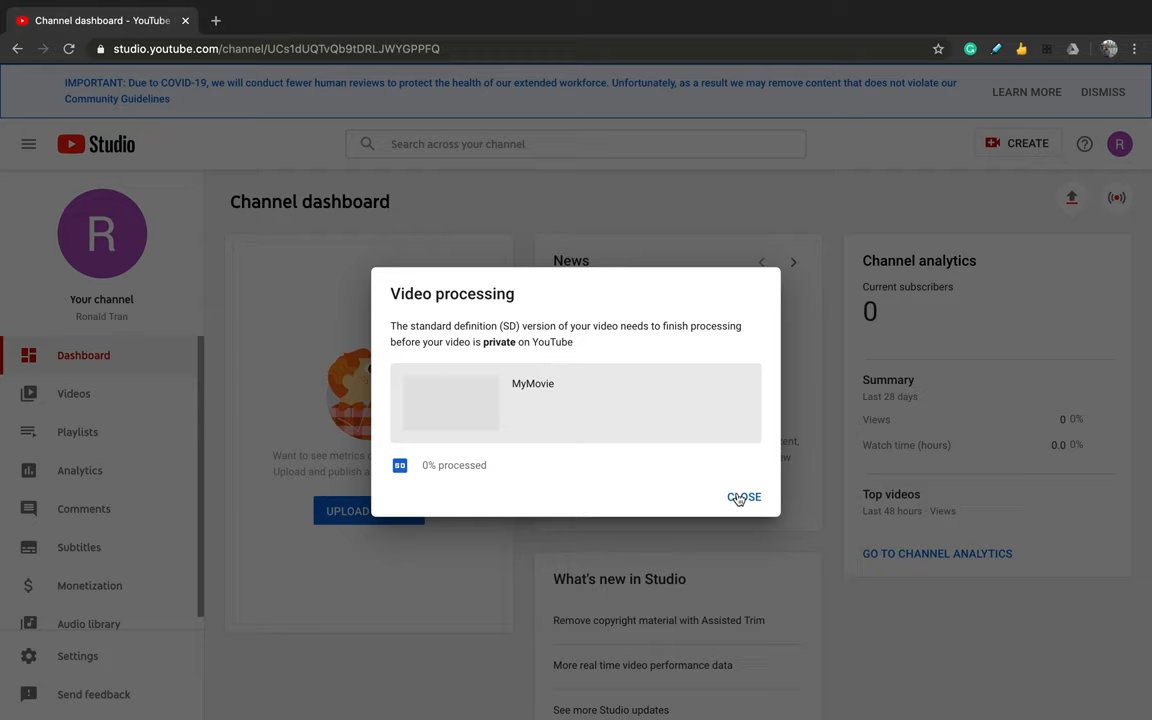 Channel dashboard - YouTube
studio.youtube.com/channel/UCs1dUQTvQb9tDRLJWYGPPFQ
IMPORTANT: Due to COVID-19, we will conduct fewer human reviews to protect the health of our extended workforce. Unfortunately, as a result we may remove content that does not violate our
Community Guidelines
LEARN MORE
DISMISS
Studio
Search across your channel
CREATE
R
R
Your channel
Ronald Tran
Dashboard
Videos
Playlists
Analytics
Comments
Subtitles
Monetization
Audio library
Settings
Send feedback
Channel dashboard
Want to see metrics
Upload and publish a
UPLOAD
News
Video processing
The standard definition (SD) version of your video needs to finish processing
before your video is private on YouTube
MyMovie
SD
0% processed
CLOSE
What's new in Studio
Remove copyright material with Assisted Trim
More real time video performance data
See more Studio updates
Channel analytics
Current subscribers
0
Summary
Last 28 days
Views
0 0%
Watch time (hours)
0.0 0%
Top videos
Last 48 hours · Views
GO TO CHANNEL ANALYTICS